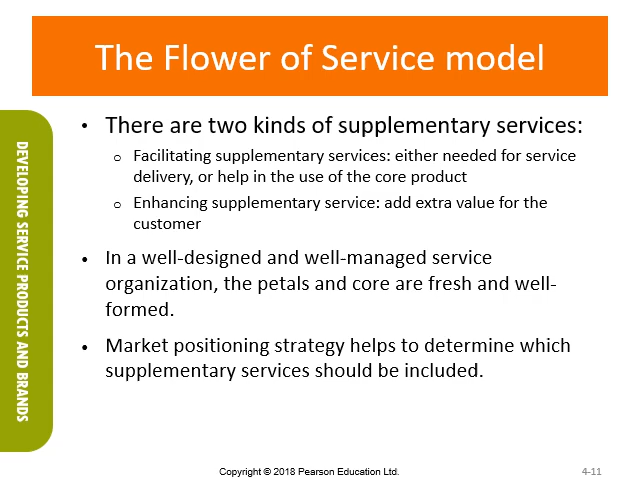 The Flower of Service model
DEVELOPING SERVICE PRODUCTS AND BRANDS
• There are two kinds of supplementary services:
o Facilitating supplementary services: either needed for service
delivery, or help in the use of the core product
o Enhancing supplementary service: add extra value for the
customer
• In a well-designed and well-managed service
organization, the petals and core are fresh and well-
formed.
• Market positioning strategy helps to determine which
supplementary services should be included.
Copyright © 2018 Pearson Education Ltd.
4-11